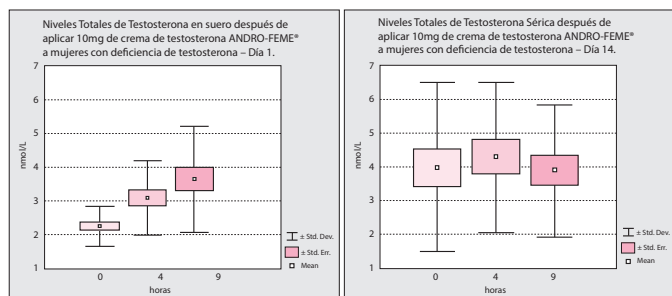 Niveles Totales de Testosterona en suero después de
aplicar 10mg de crema de testosterona ANDRO-FEME®
a mujeres con deficiencia de testosterona – Día 1.
7
6
5
4
3
2
1
nmol/L
0 4 9
horas
± Std. Dev.
± Std. Err.
Mean
Niveles Totales de Testosterona Sérica después de
aplicar 10mg de crema de testosterona ANDRO-FEME®
a mujeres con deficiencia de testosterona – Día 14.
7
6
5
4
3
2
1
nmol/L
0 4 9
horas
± Std. Dev.
± Std. Err.
Mean